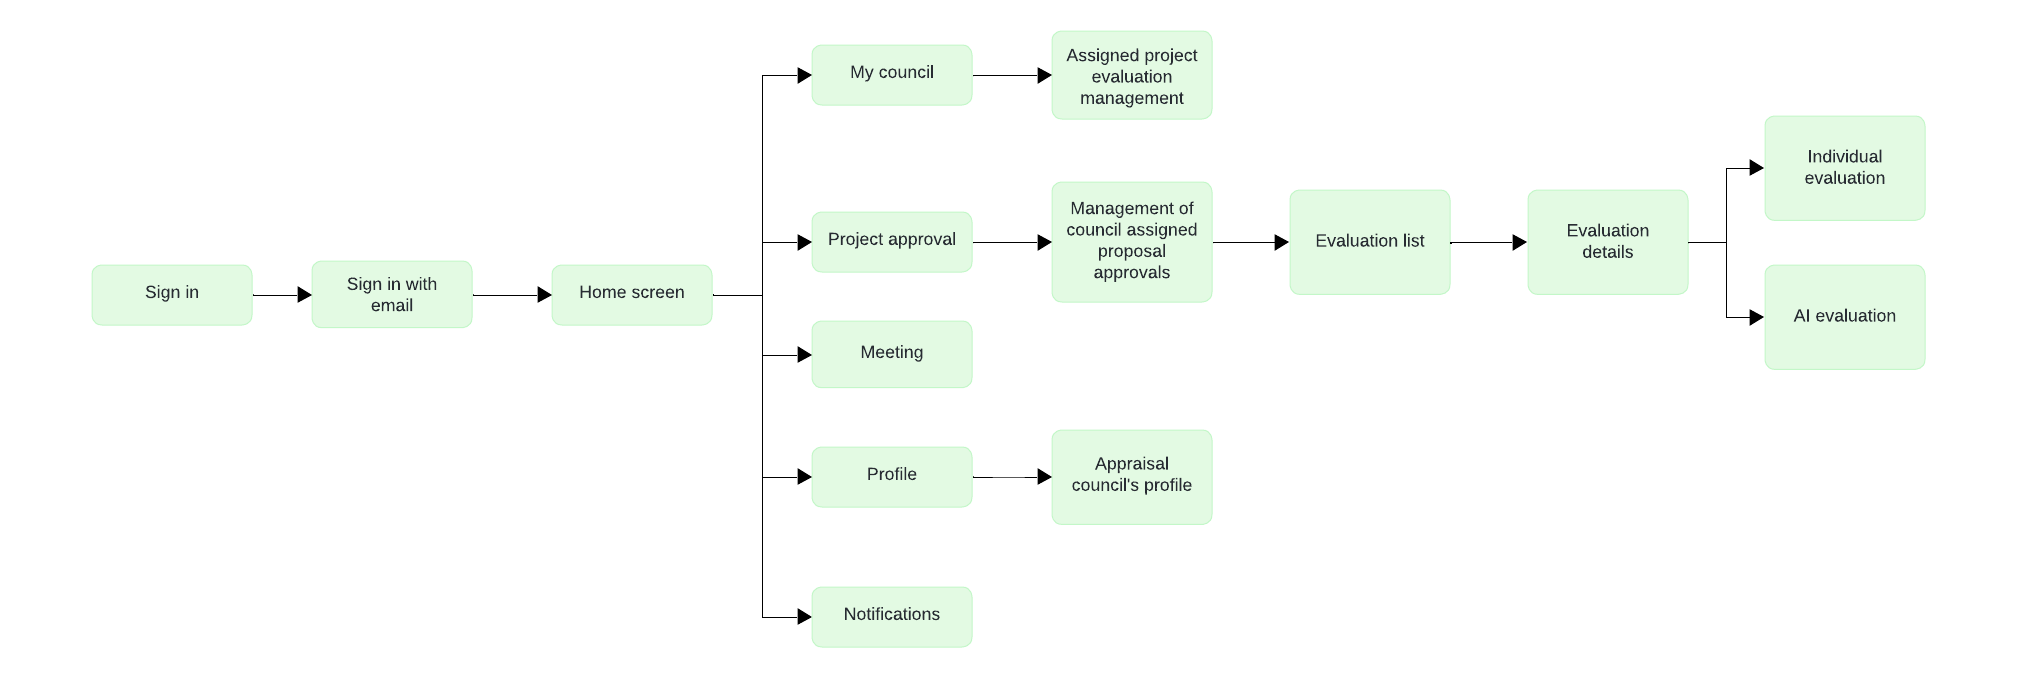 Sign in
Sign in with
email
Home screen
My council
Assigned project
evaluation
management
Project approval
Management of
council assigned
proposal
approvals
Evaluation list
Evaluation
details
Individual
evaluation
AI evaluation
Meeting
Profile
Appraisal
council's profile
Notifications